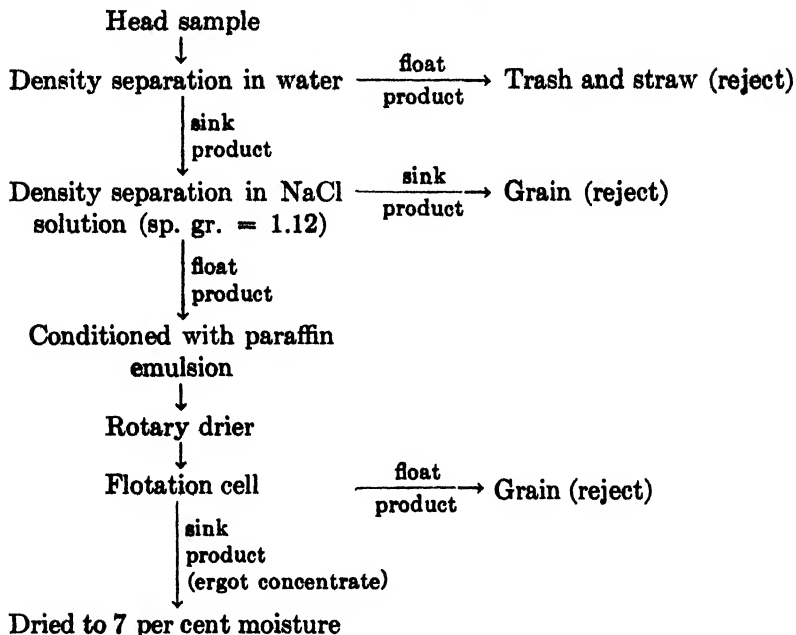 Head sample
Density separation in water
float
product
Trash and straw (reject)
sink
product
Density separation in NaCl
solution (sp. gr. = 1.12)
sink
product
Grain (reject)
float
product
Conditioned with paraffin
emulsion
Rotary drier
Flotation cell
float
product
Grain (reject)
sink
product
(ergot concentrate)
Dried to 7 per cent moisture